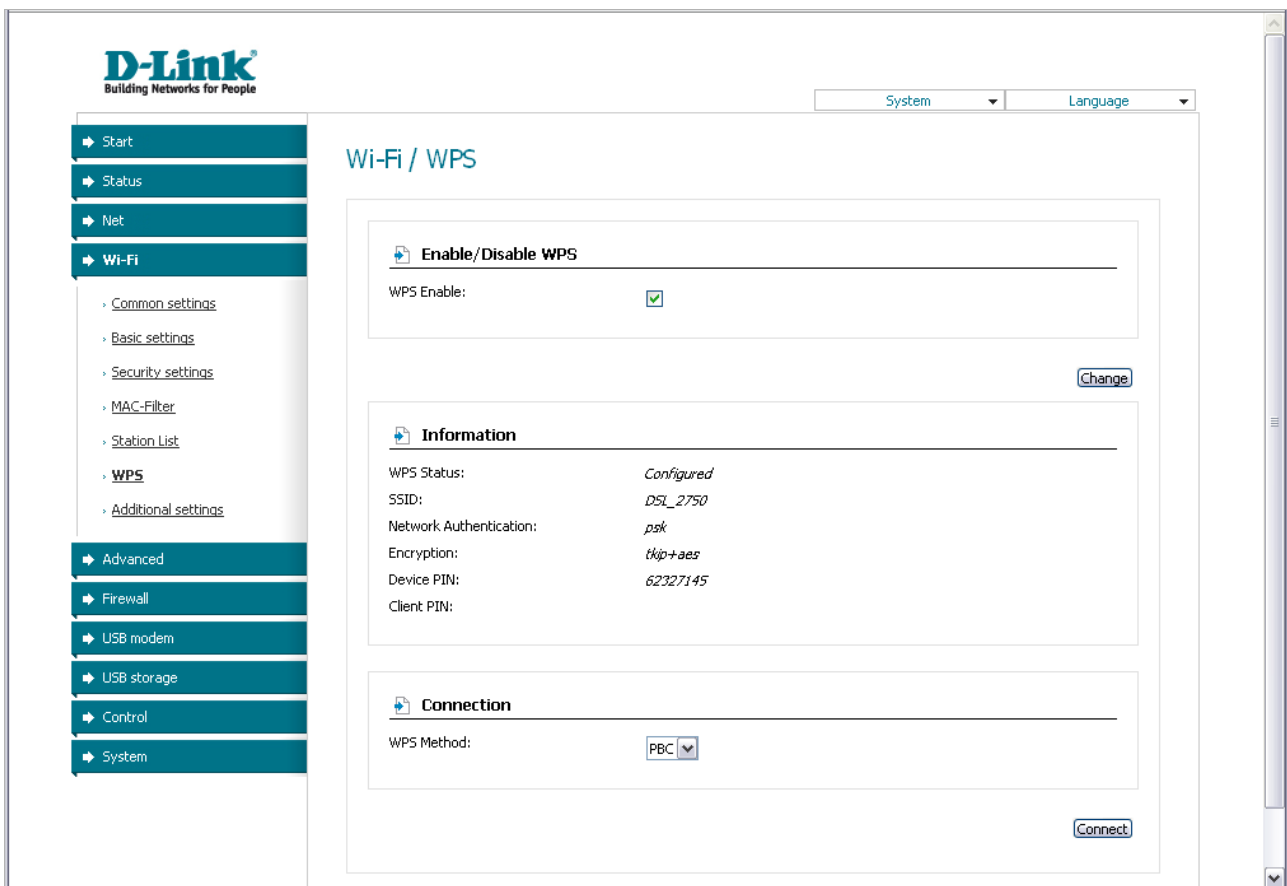 D-Link®
Building Networks for People
System
Language
Start
Status
Net
Wi-Fi
Common settings
Basic settings
Security settings
MAC-Filter
Station List
WPS
Additional settings
Advanced
Firewall
USB modem
USB storage
Control
System
Wi-Fi / WPS
Enable/Disable WPS
WPS Enable:
Change
Information
WPS Status: Configured
SSID: DSL_2750
Network Authentication: psk
Encryption: tkip+aes
Device PIN: 62327145
Client PIN:
Connection
WPS Method: PBC
Connect